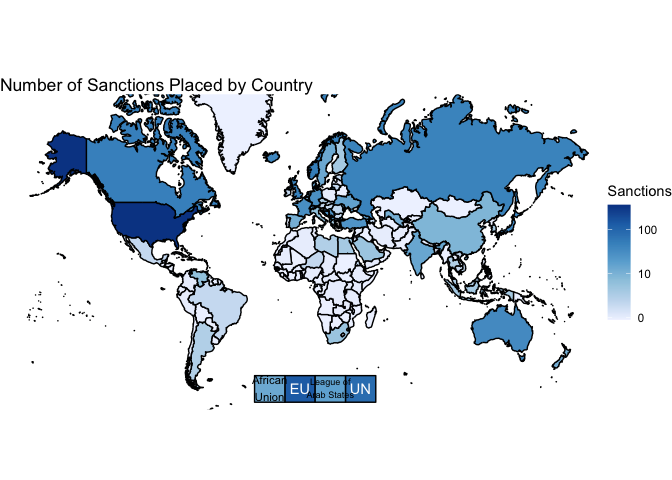 Number of Sanctions Placed by Country
Sanctions
100
10
0
African
Union
EU
League of
Arab States
UN